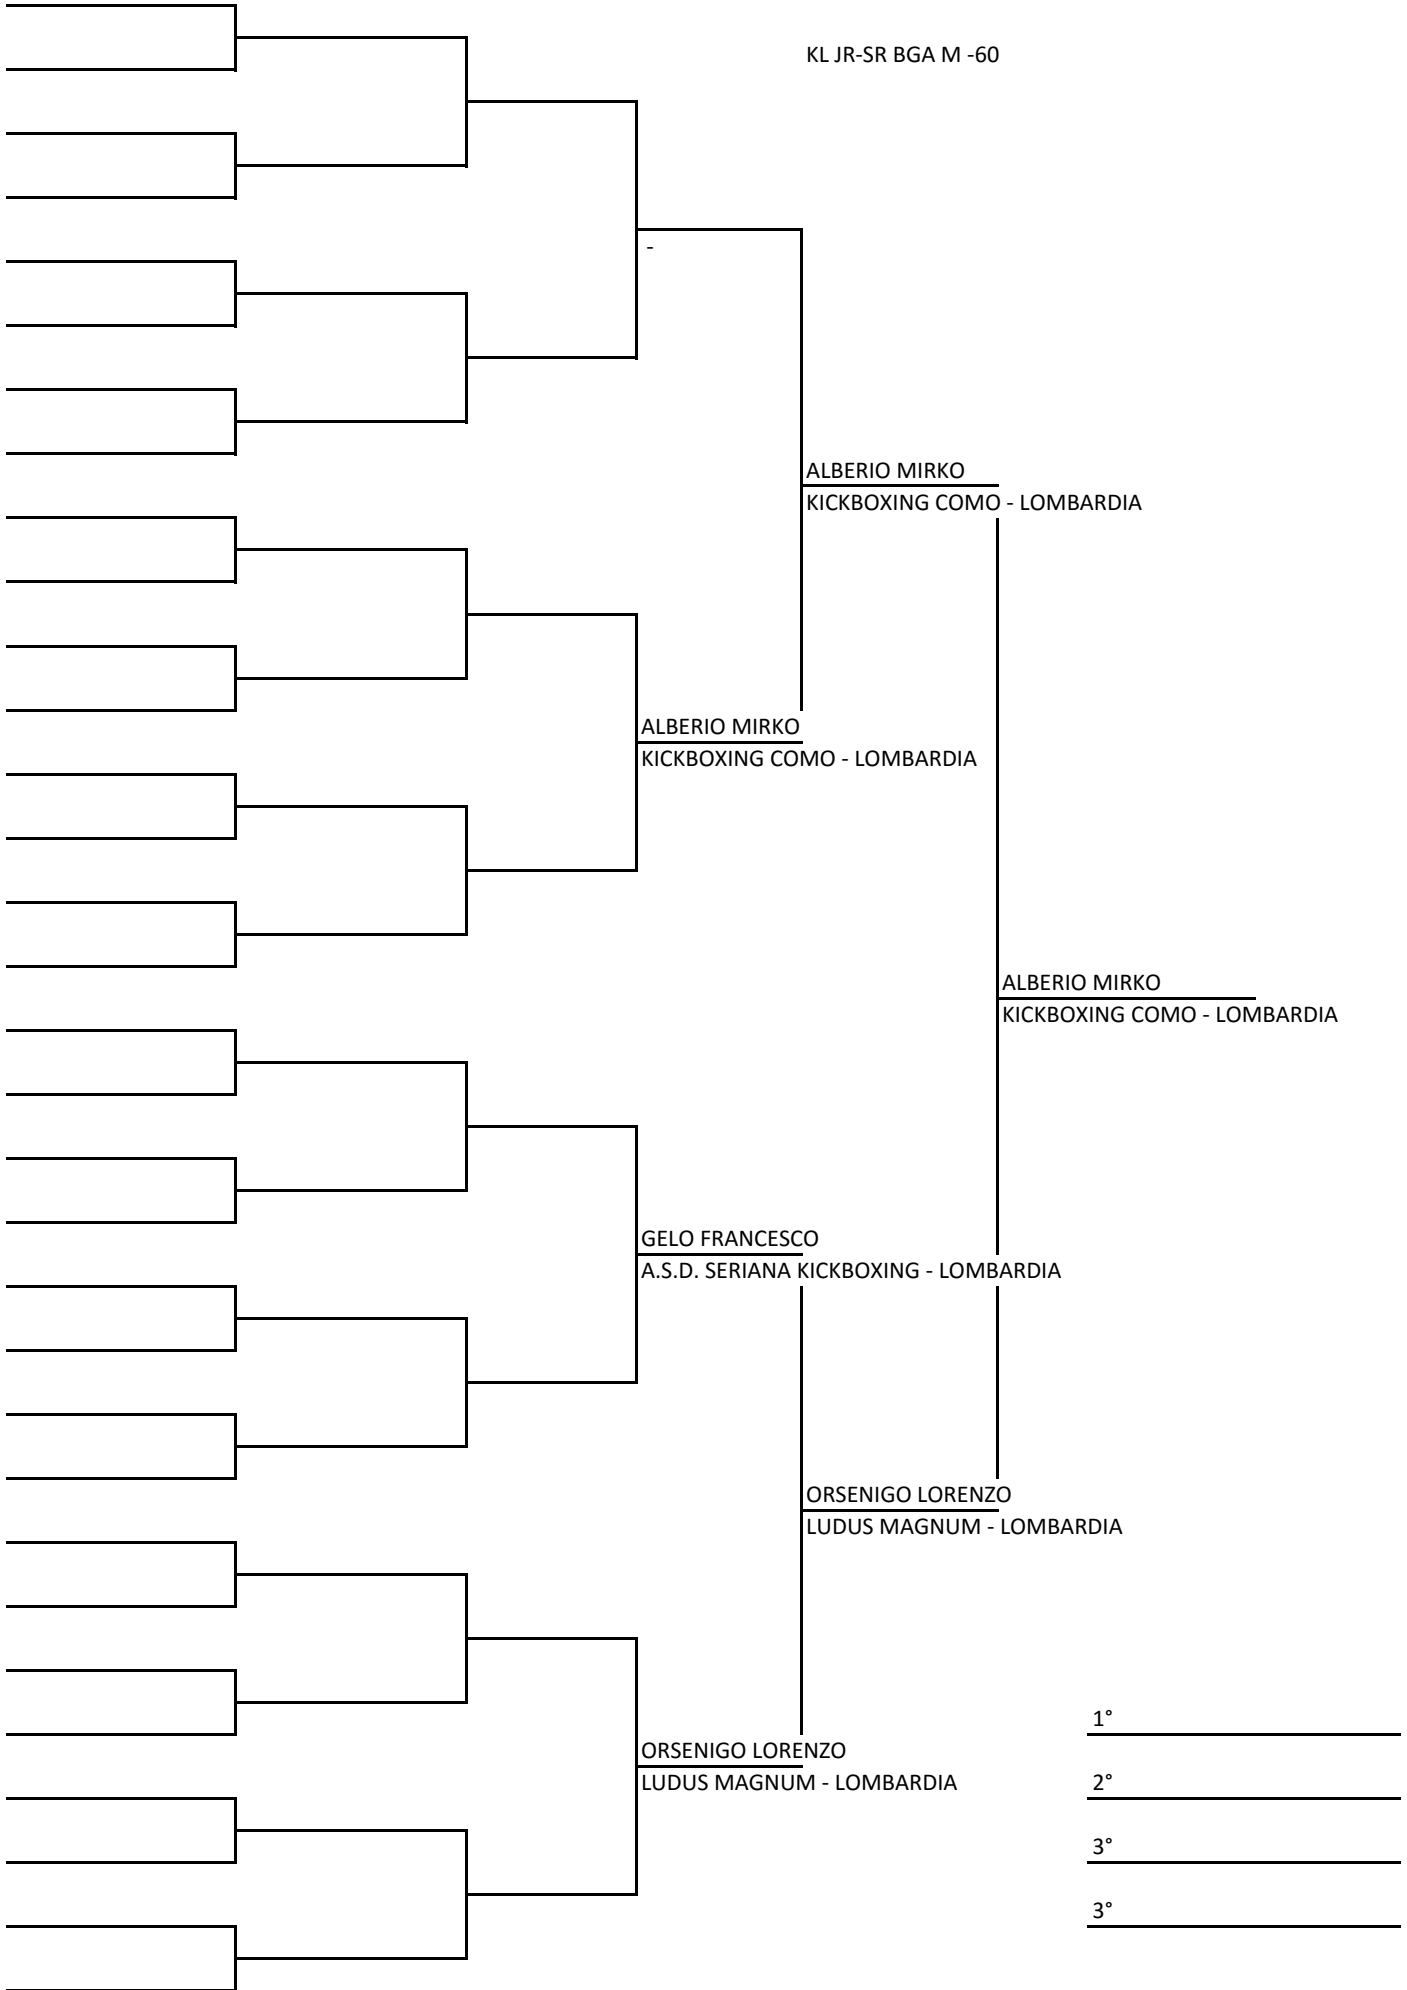 KL JR-SR BGA M -60
-
ALBERIO MIRKO
KICKBOXING COMO - LOMBARDIA
ALBERIO MIRKO
KICKBOXING COMO - LOMBARDIA
ALBERIO MIRKO
KICKBOXING COMO - LOMBARDIA
GELO FRANCESCO
A.S.D. SERIANA KICKBOXING - LOMBARDIA
ORSENIGO LORENZO
LUDUS MAGNUM - LOMBARDIA
1°
ORSENIGO LORENZO
LUDUS MAGNUM - LOMBARDIA
2°
3°
3°